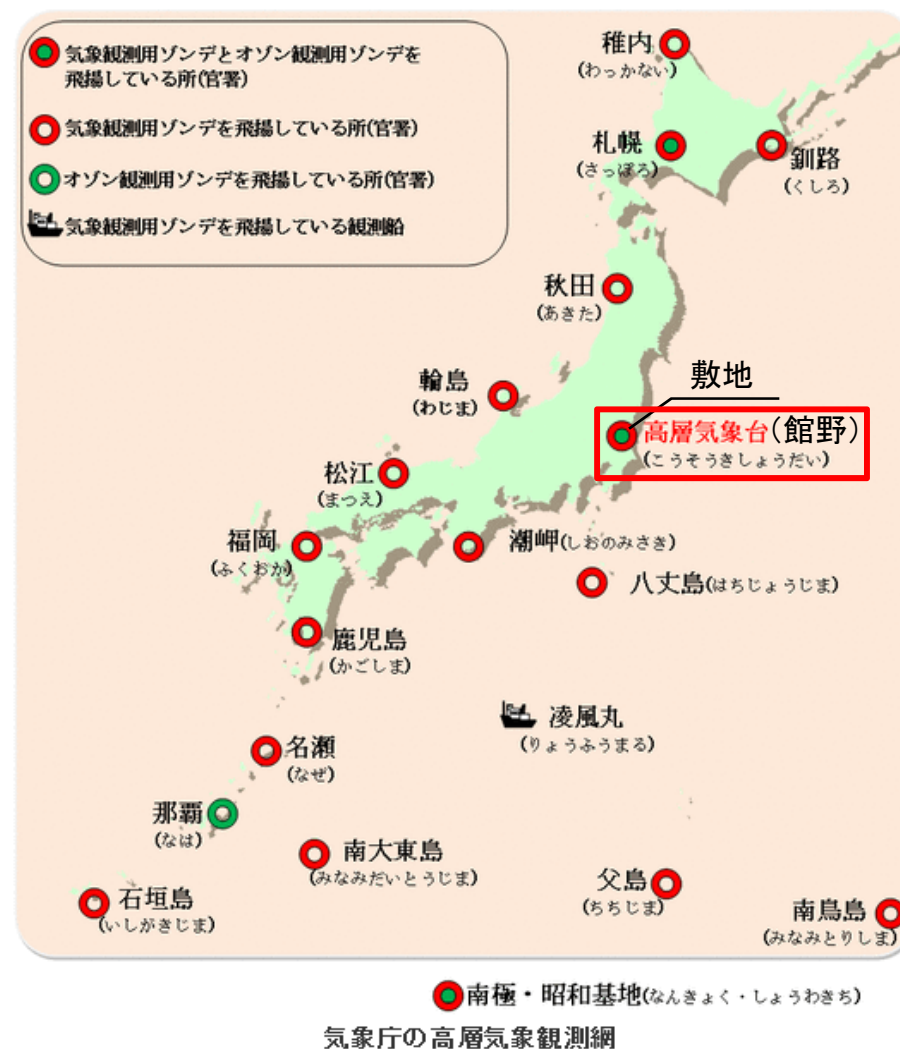 気象観測用ゾンデとオゾン観測用ゾンデを
飛揚している所(官署)
気象観測用ゾンデを飛揚している所(官署)
オゾン観測用ゾンデを飛揚している所(官署)
気象観測用ゾンデを飛揚している観測船
稚内
(わっかない)
札幌
(さっぽろ)
釧路
(くしろ)
秋田
(あきた)
輪島
(わじま)
敷地
高層気象台(館野)
(こうそうきしょうだい)
松江
(まつえ)
福岡
(ふくおか)
潮岬(しおのみさき)
八丈島(はちじょうじま)
鹿児島
(かごしま)
凌風丸
(りょうふうまる)
名瀬
(なぜ)
那覇
(なは)
南大東島
(みなみだいとうじま)
石垣島
(いしがきじま)
父島
(ちちじま)
南鳥島
(みなみとりしま)
南極・昭和基地(なんきょく・しょうわきち)
気象庁の高層気象観測網